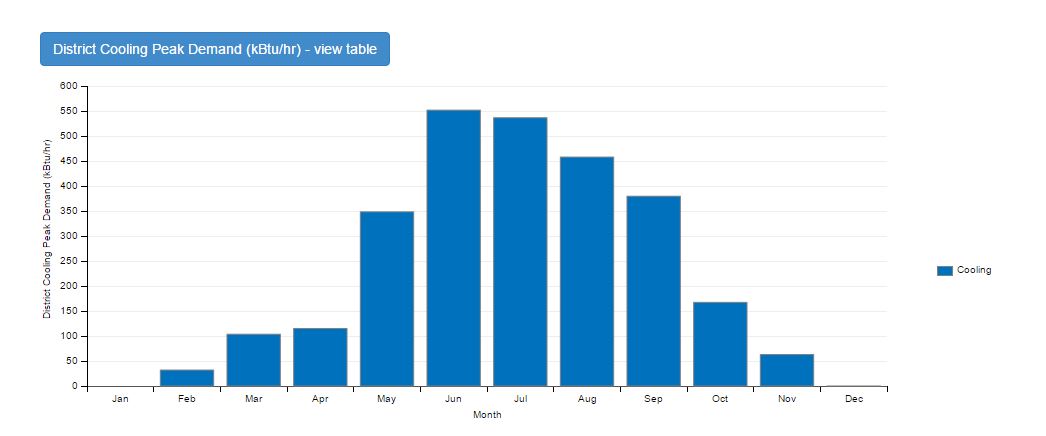 District Cooling Peak Demand (kBtu/hr) - view table
600
550
500
450
400
350
300
250
200
150
100
50
0
District Cooling Peak Demand (kBtu/hr)
Jan Feb Mar Apr May Jun Jul Aug Sep Oct Nov Dec
Month
Cooling